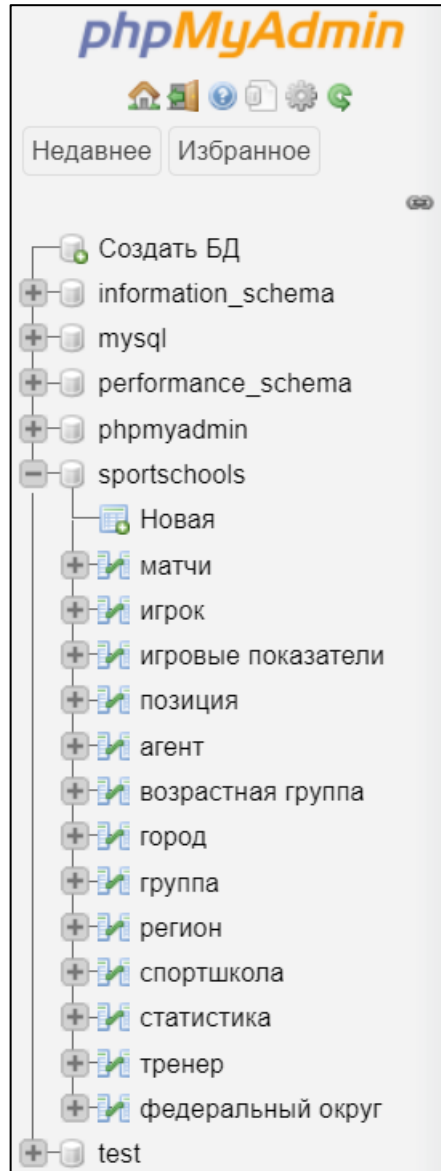 phpMyAdmin
Недавнее Избранное
Создать БД
information_schema
mysql
performance_schema
phpmyadmin
sportschools
Новая
матчи
игрок
игровые показатели
позиция
агент
возрастная группа
город
группа
регион
спортшкола
статистика
тренер
федеральный округ
test